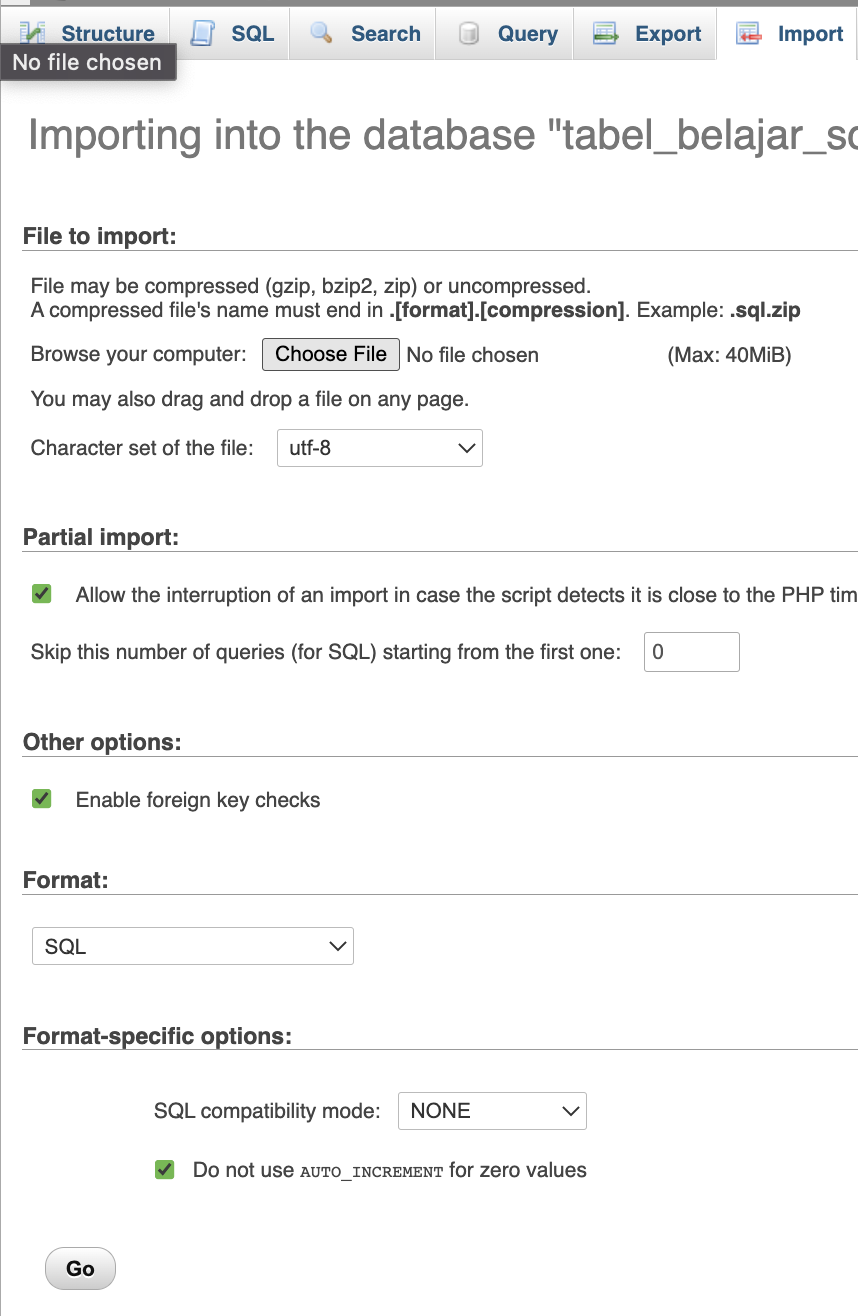 Structure SQL Search Query Export Import
No file chosen
Importing into the database "tabel_belajar_
File to import:
File may be compressed (gzip, bzip2, zip) or uncompressed.
A compressed file's name must end in .[format].[compression]. Example: .sql.zip
Browse your computer: Choose File No file chosen (Max: 40MiB)
You may also drag and drop a file on any page.
Character set of the file: utf-8
Partial import:
Allow the interruption of an import in case the script detects it is close to the PHP tim
Skip this number of queries (for SQL) starting from the first one: 0
Other options:
Enable foreign key checks
Format:
SQL
Format-specific options:
SQL compatibility mode: NONE
Do not use AUTO_INCREMENT for zero values
Go